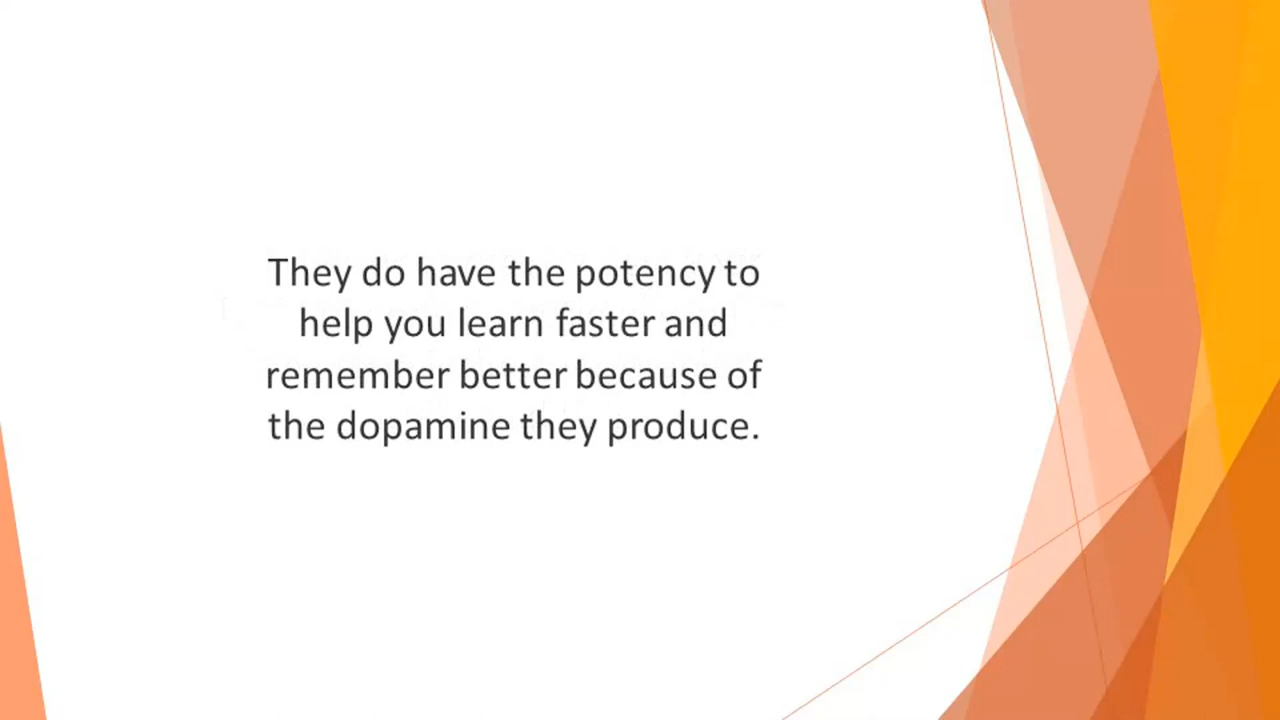 They do have the potency to
help you learn faster and
remember better because of
the dopamine they produce.